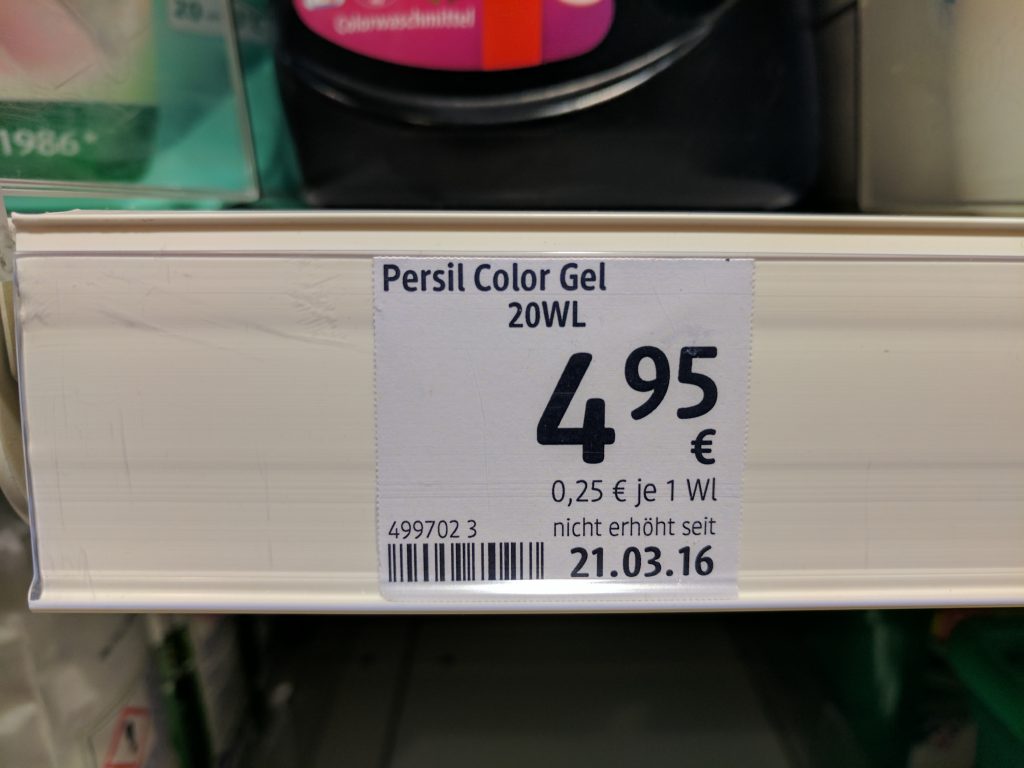 Colorwaschmittel
1986*
Persil Color Gel
20WL
4 95
€
0,25 € je 1 Wl
499702 3
nicht erhöht seit
21.03.16